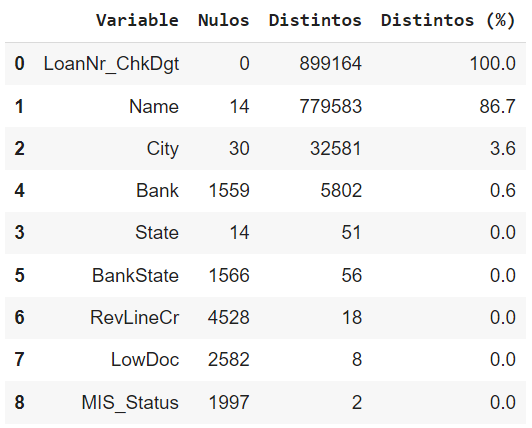 Variable Nulos Distintos Distintos (%)
0 LoanNr_ChkDgt 0 899164 100.0
1 Name 14 779583 86.7
2 City 30 32581 3.6
4 Bank 1559 5802 0.6
3 State 14 51 0.0
5 BankState 1566 56 0.0
6 RevLineCr 4528 18 0.0
7 LowDoc 2582 8 0.0
8 MIS_Status 1997 2 0.0